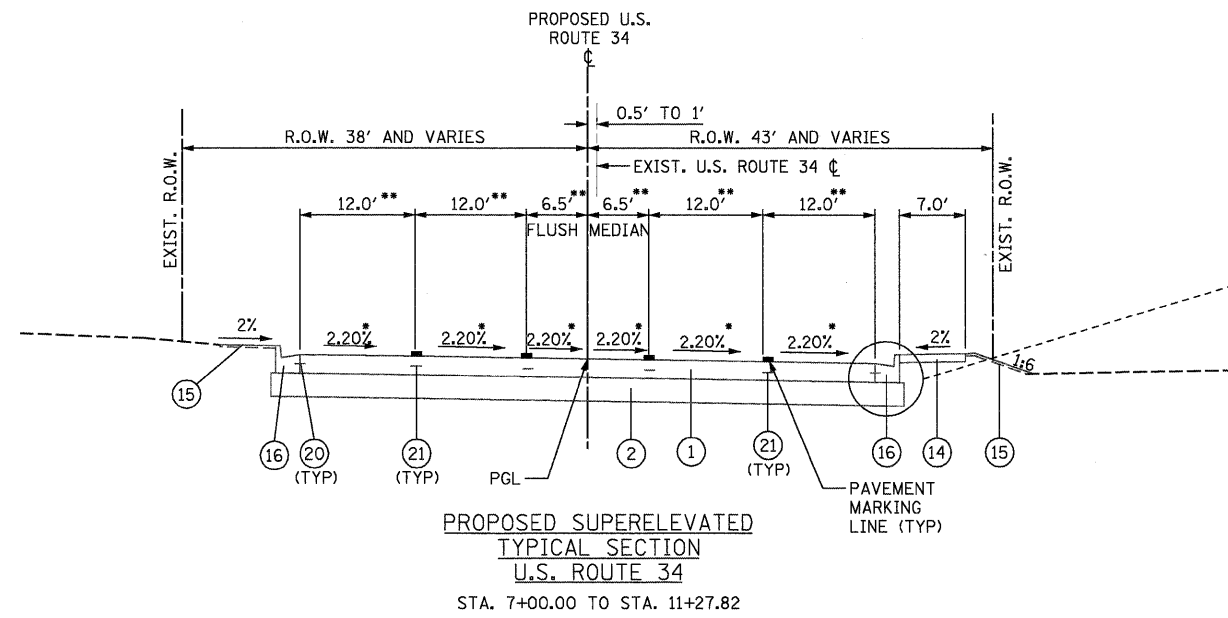 PROPOSED U.S.
ROUTE 34
℄
0.5' TO 1'
R.O.W. 38' AND VARIES
R.O.W. 43' AND VARIES
EXIST. U.S. ROUTE 34 ℄
EXIST. R.O.W.
EXIST. R.O.W.
12.0'**
12.0'**
6.5'**
6.5'**
12.0'**
12.0'**
7.0'
FLUSH MEDIAN
2%
2.20%*
2.20%*
2.20%*
2.20%*
2.20%*
2.20%*
2%
1:6
15
16
20
(TYP)
21
(TYP)
PGL
2
1
21
(TYP)
16
14
15
PAVEMENT
MARKING
LINE (TYP)
PROPOSED SUPERELEVATED
TYPICAL SECTION
U.S. ROUTE 34
STA. 7+00.00 TO STA. 11+27.82